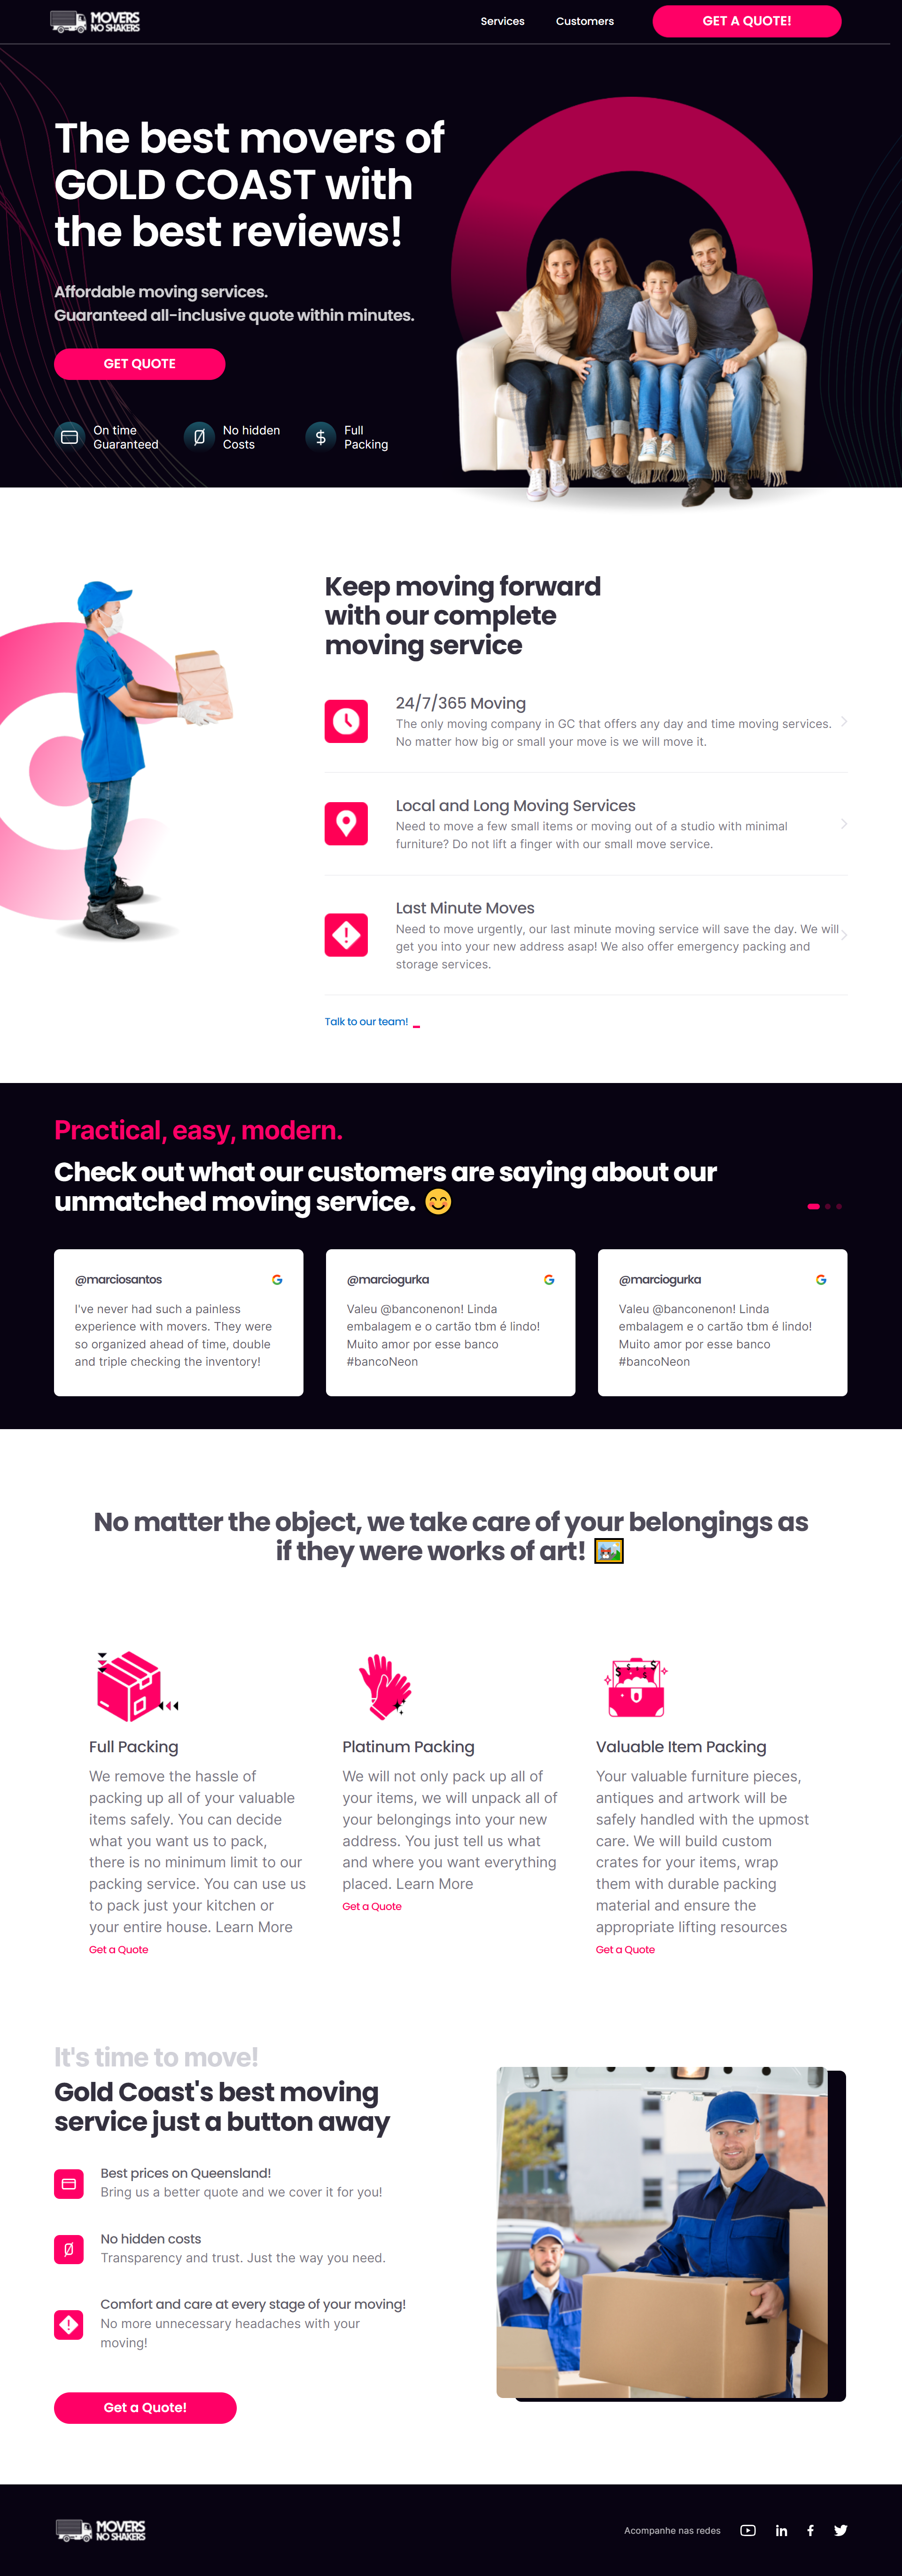 MOVERS
NO SHAKERS
Services
Customers
GET A QUOTE!
The best movers of
GOLD COAST with
the best reviews!
Affordable moving services.
Guaranteed all-inclusive quote within minutes.
GET QUOTE
On time
Guaranteed
No hidden
Costs
Full
Packing
Keep moving forward
with our complete
moving service
24/7/365 Moving
The only moving company in GC that offers any day and time moving services.
No matter how big or small your move is we will move it.
Local and Long Moving Services
Need to move a few small items or moving out of a studio with minimal
furniture? Do not lift a finger with our small move service.
Last Minute Moves
Need to move urgently, our last minute moving service will save the day. We will
get you into your new address asap! We also offer emergency packing and
storage services.
Talk to our team!
Practical, easy, modern.
Check out what our customers are saying about our
unmatched moving service. 😊
@marciosantos
I've never had such a painless
experience with movers. They were
so organized ahead of time, double
and triple checking the inventory!
@marciogurka
Valeu @banconenon! Linda
embalagem e o cartão tbm é lindo!
Muito amor por esse banco
#bancoNeon
@marciogurka
Valeu @banconenon! Linda
embalagem e o cartão tbm é lindo!
Muito amor por esse banco
#bancoNeon
No matter the object, we take care of your belongings as
if they were works of art! 🖼️
Full Packing
We remove the hassle of
packing up all of your valuable
items safely. You can decide
what you want us to pack,
there is no minimum limit to our
packing service. You can use us
to pack just your kitchen or
your entire house. Learn More
Get a Quote
Platinum Packing
We will not only pack up all of
your items, we will unpack all of
your belongings into your new
address. You just tell us what
and where you want everything
placed. Learn More
Get a Quote
Valuable Item Packing
Your valuable furniture pieces,
antiques and artwork will be
safely handled with the upmost
care. We will build custom
crates for your items, wrap
them with durable packing
material and ensure the
appropriate lifting resources
Get a Quote
It's time to move!
Gold Coast's best moving
service just a button away
Best prices on Queensland!
Bring us a better quote and we cover it for you!
No hidden costs
Transparency and trust. Just the way you need.
Comfort and care at every stage of your moving!
No more unnecessary headaches with your
moving!
Get a Quote!
MOVERS
NO SHAKERS
Acompanhe nas redes